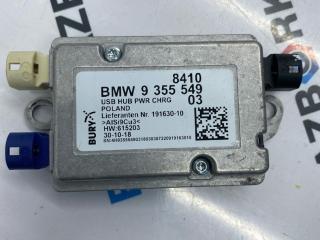 8410
BMW 9 355 549
USB HUB PWR CHRG 03
POLAND
Lieferanten Nr. 191630-10
>AlSi9Cu3<
HW:615203
30-10-18
BURY